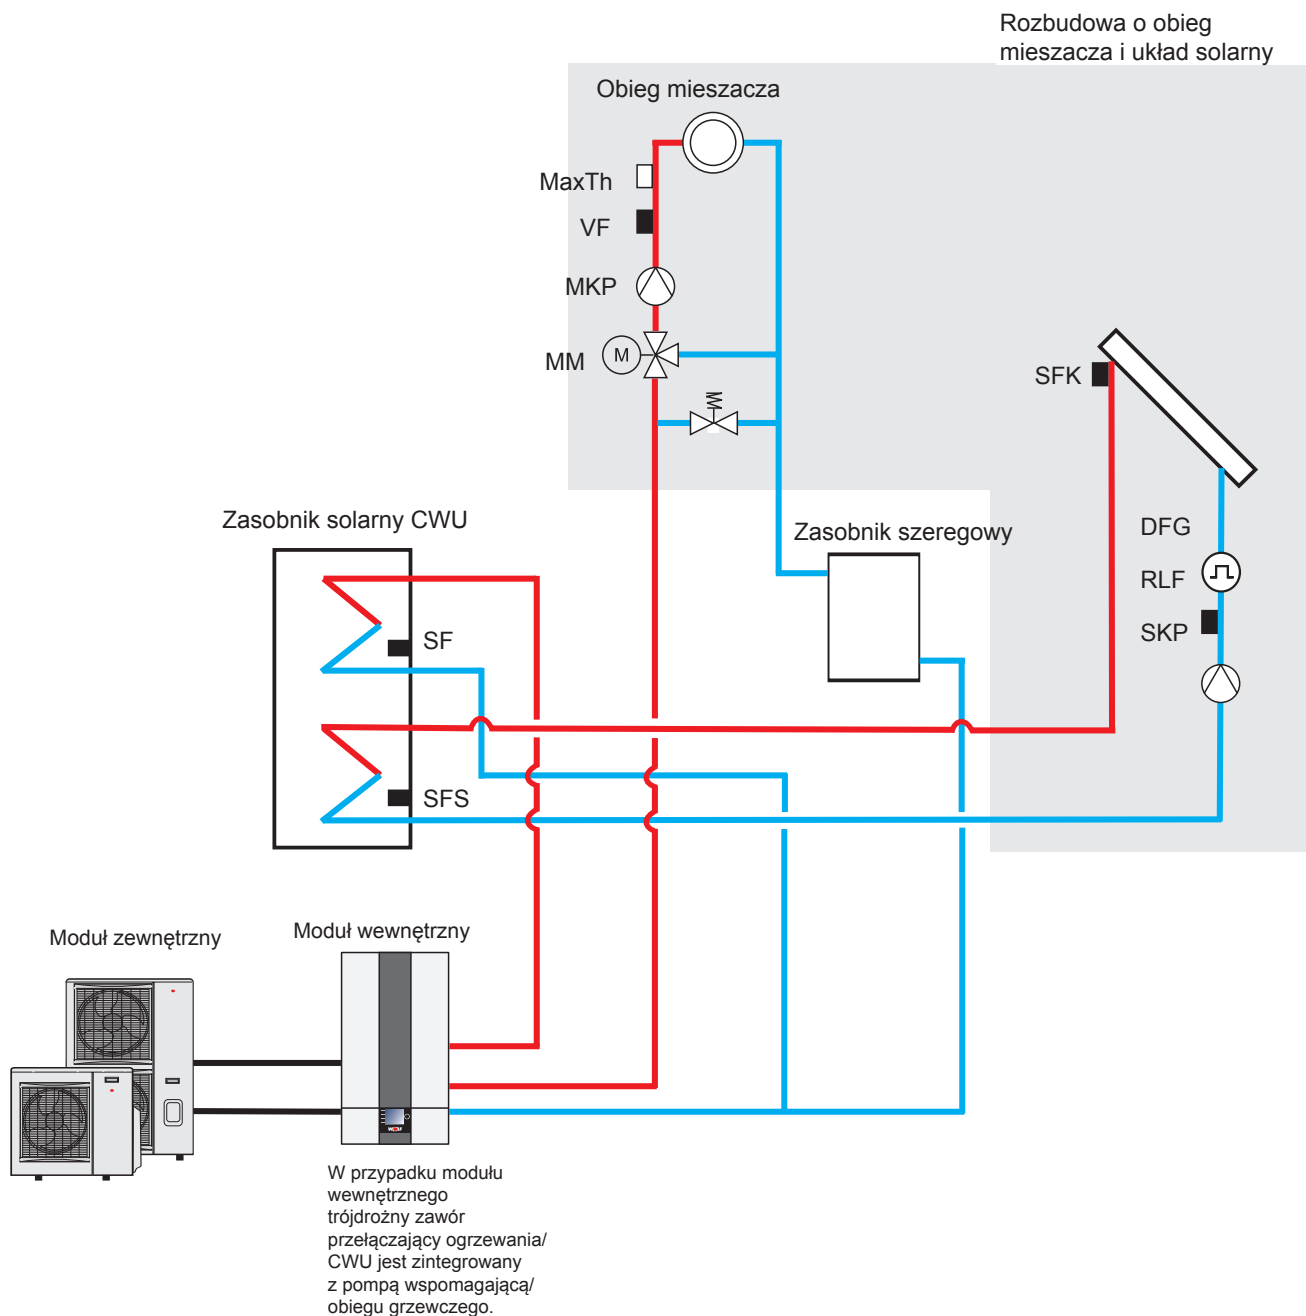 Rozbudowa o obieg
mieszacza i układ solarny
Obieg mieszacza
MaxTh
VF
MKP
MM
M
SFK
Zasobnik solarny CWU
Zasobnik szeregowy
DFG
RLF
SKP
SF
SFS
Moduł zewnętrzny
Moduł wewnętrzny
WOLF
W przypadku modułu
wewnętrznego
trójdrożny zawór
przełączający ogrzewania/
CWU jest zintegrowany
z pompą wspomagającą/
obiegu grzewczego.